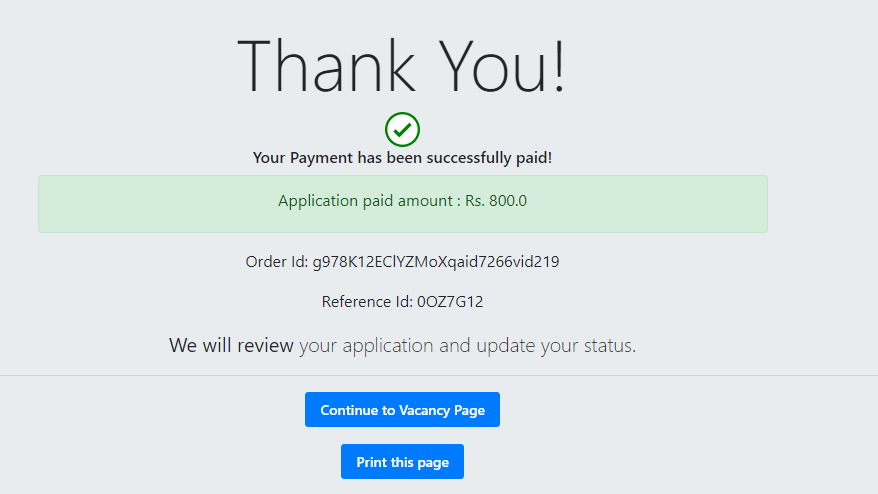 Thank You!
Your Payment has been successfully paid!
Application paid amount : Rs. 800.0
Order Id: g978K12EClYZMoXqaid7266vid219
Reference Id: 0OZ7G12
We will review your application and update your status.
Continue to Vacancy Page
Print this page